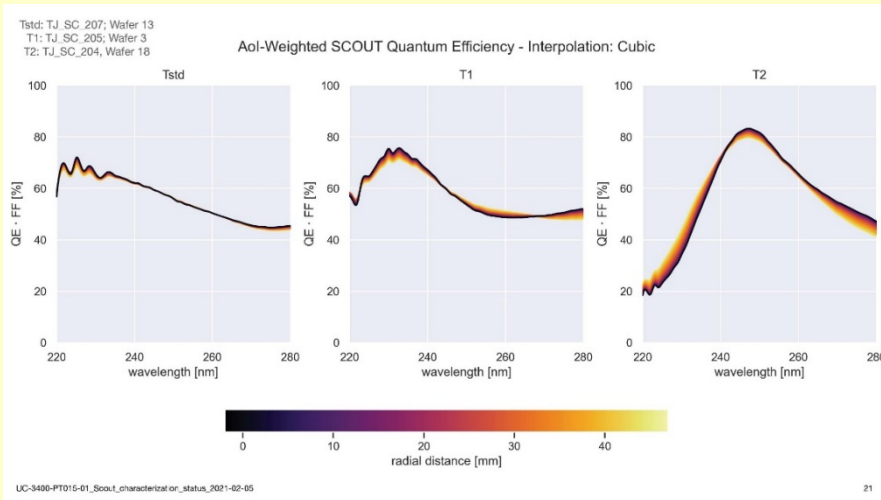 Tstd: TJ_SC_207; Wafer 13
T1: TJ_SC_205; Wafer 3
T2: TJ_SC_204, Wafer 18
AoI-Weighted SCOUT Quantum Efficiency - Interpolation: Cubic
Tstd
T1
T2
100
80
60
40
20
0
QE · FF [%]
220
240
260
280
wavelength [nm]
100
80
60
40
20
0
QE · FF [%]
220
240
260
280
wavelength [nm]
100
80
60
40
20
0
QE · FF [%]
220
240
260
280
wavelength [nm]
0
10
20
30
40
radial distance [mm]
UC-3400-PT015-01_Scout_characterization_status_2021-02-05
21